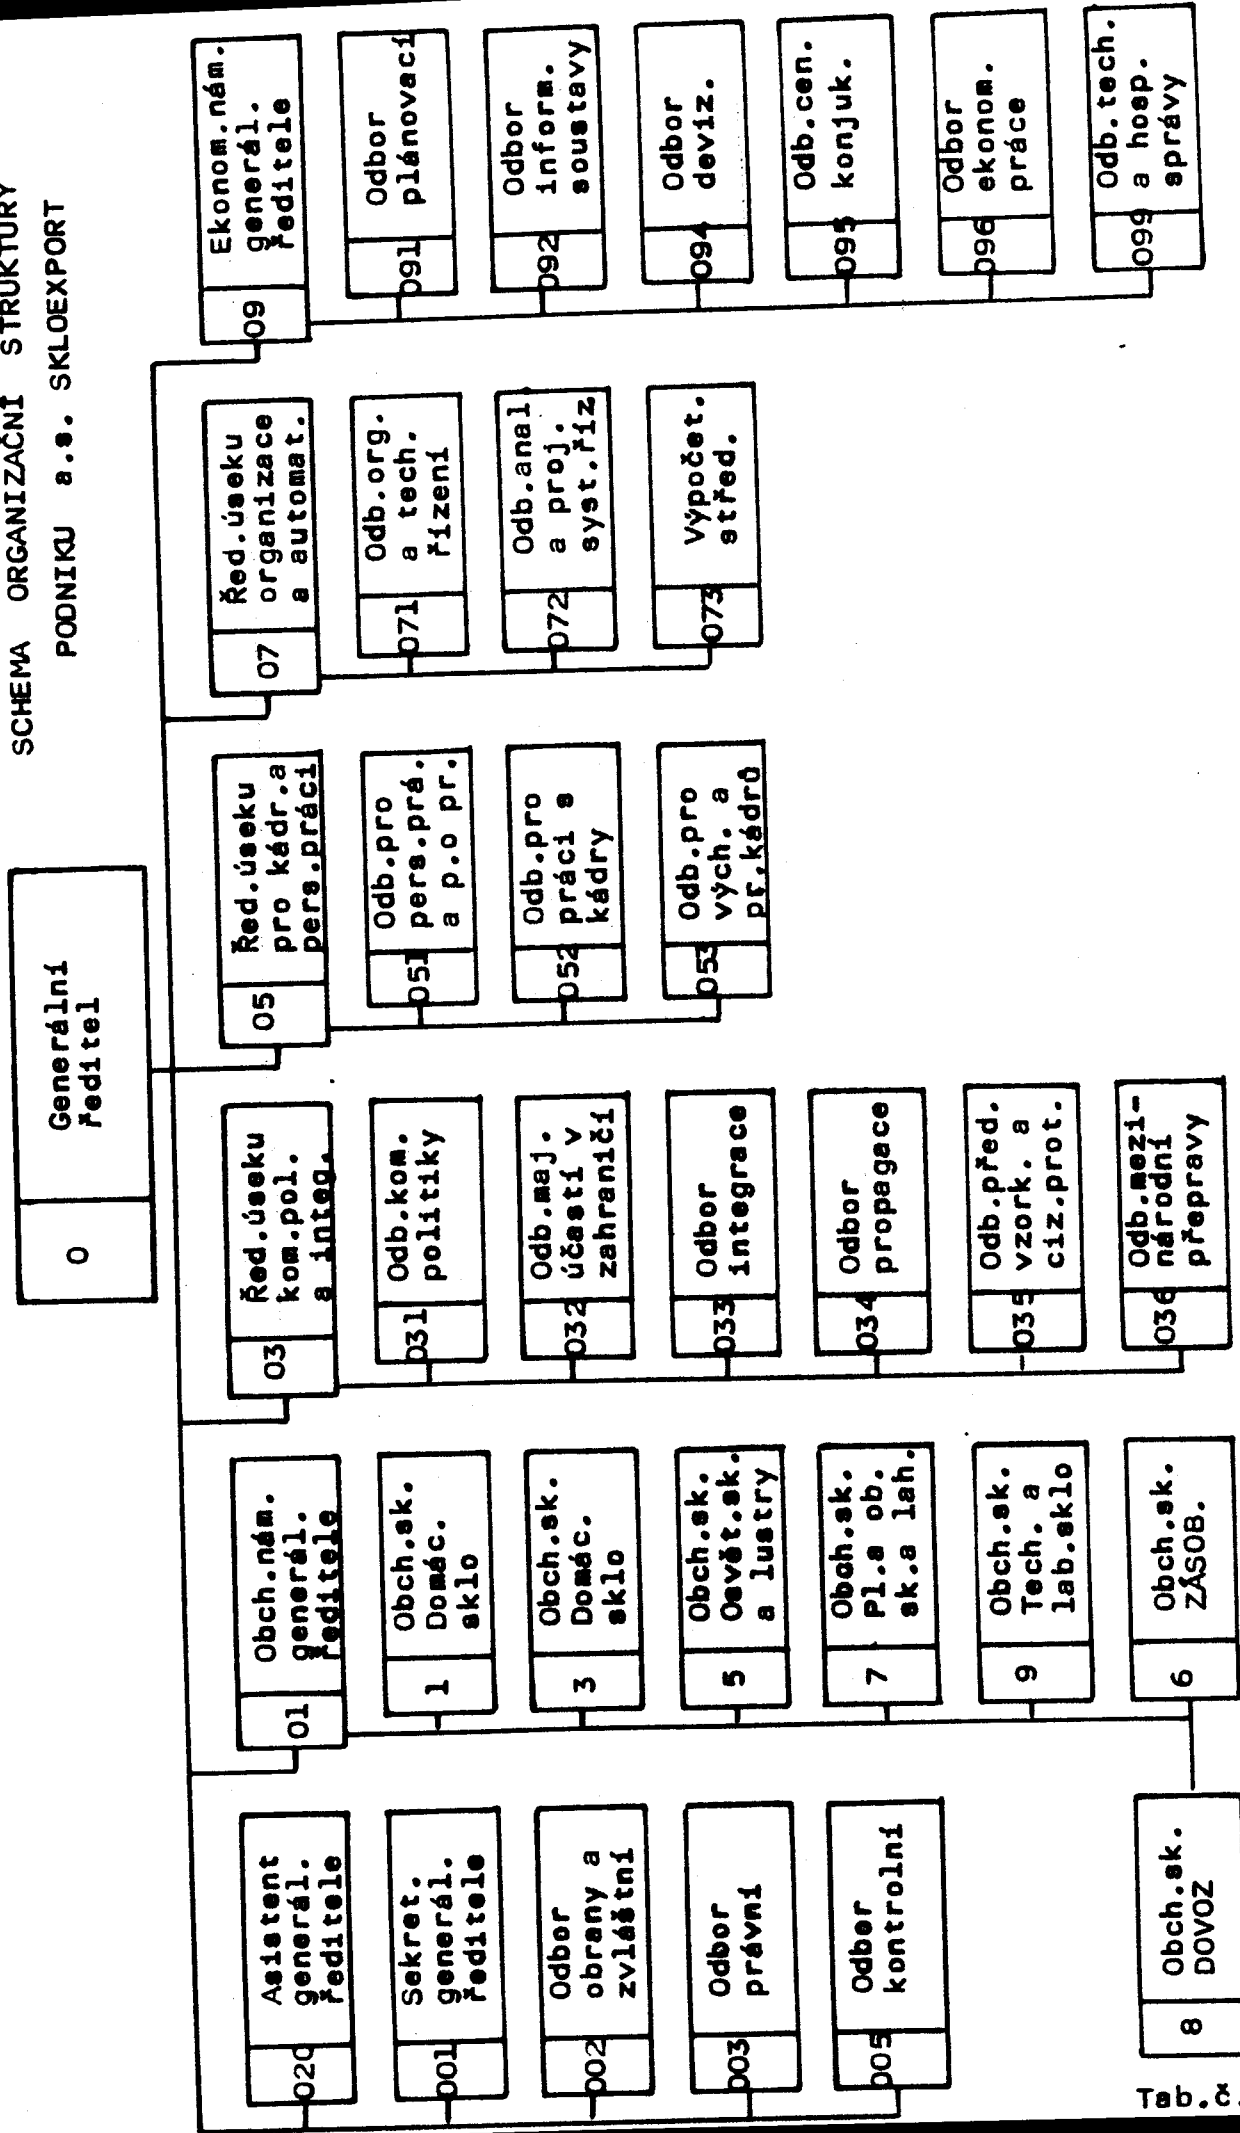 SCHEMA ORGANIZAČNÍ STRUKTURY
PODNIKU a.s. SKLOEXPORT
0
Generální
ředitel
020
Asistent
generál.
ředitele
001
Sekret.
generál.
ředitele
002
Odbor
obrany a
zvláštní
003
Odbor
právní
005
Odbor
kontrolní
01
Obch.nám.
generál.
ředitele
1
Obch.sk.
Domác.
sklo
3
Obch.sk.
Domác.
sklo
5
Obch.sk.
Osvět.sk.
a lustry
7
Obch.sk.
Pl.a ob.
sk.a lah.
9
Obch.sk.
Tech. a
lab.sklo
6
Obch.sk.
ZÁSOB.
8
Obch.sk.
DOVOZ
03
Řed.úseku
kom.pol.
a integ.
031
Odb.kom.
politiky
032
Odb.maj.
účastí v
zahraničí
033
Odbor
integrace
034
Odbor
propagace
035
Odb.před.
vzork. a
ciz.prot.
036
Odb.mezi-
národní
přepravy
05
Řed.úseku
pro kádr.a
pers.práci
051
Odb.pro
pers.prá.
a p.o pr.
052
Odb.pro
práci s
kádry
053
Odb.pro
vých. a
pr.kádrů
07
Řed.úseku
organizace
a automat.
071
Odb.org.
a tech.
řízení
072
Odb.anal
a proj.
syst.říz
073
Výpočet.
střed.
09
Ekonom.nám.
generál.
ředitele
091
Odbor
plánovací
092
Odbor
inform.
soustavy
094
Odbor
deviz.
095
Odb.cen.
konjuk.
096
Odbor
ekonom.
práce
099
Odb.tech.
a hosp.
správy
Tab.č.